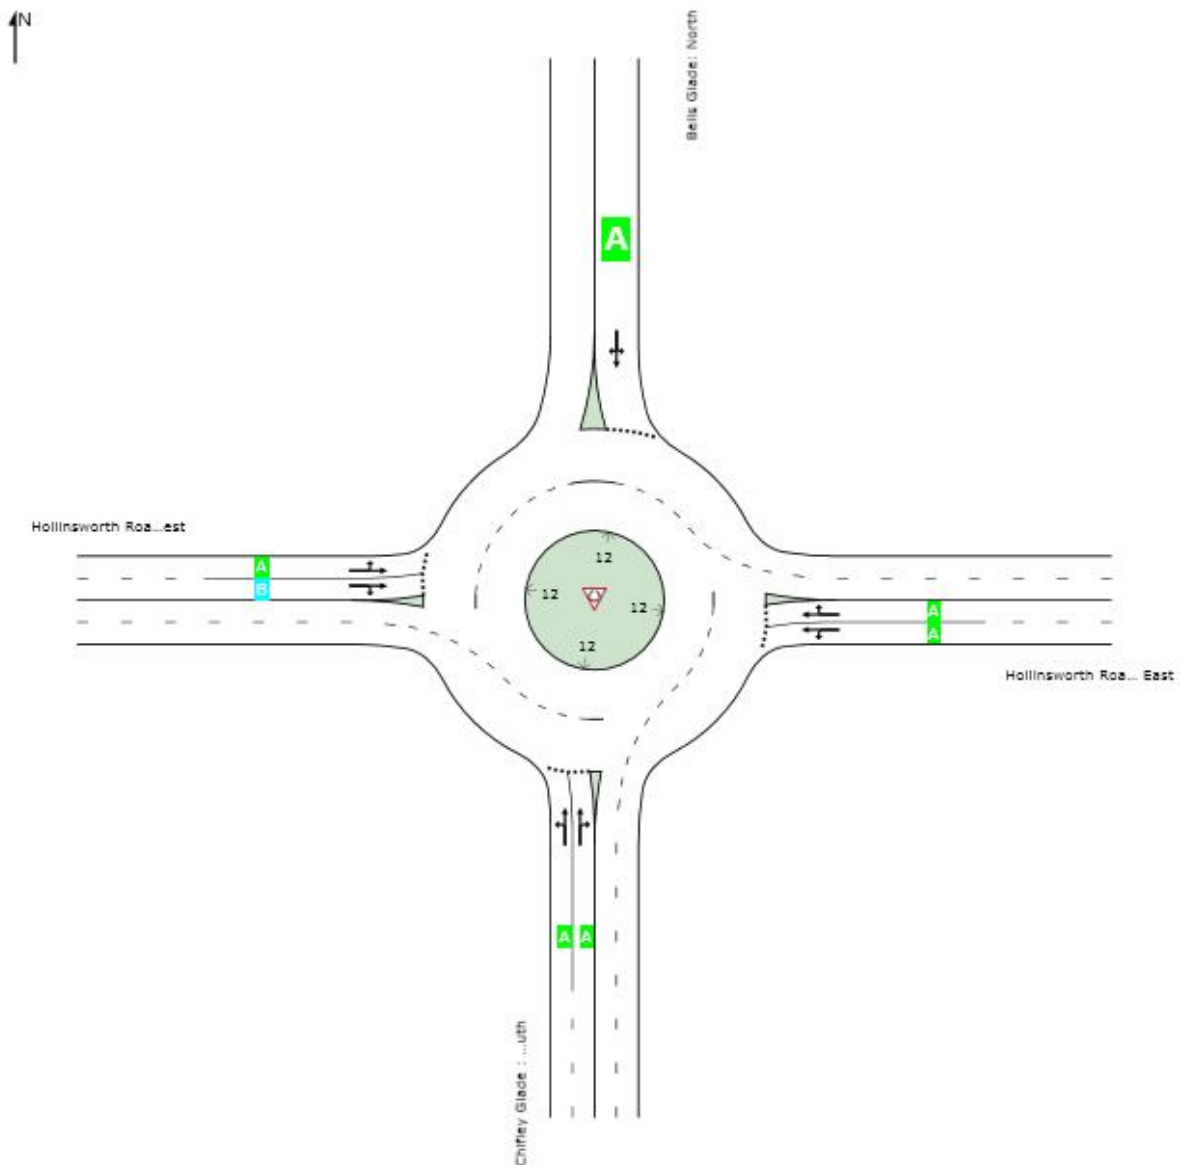 N
Bells Glade: North
A
Hollinsworth Roa...est
A
B
12
12
12
12
A
A
Hollinsworth Roa... East
A A
Chifley Glade : ...uth